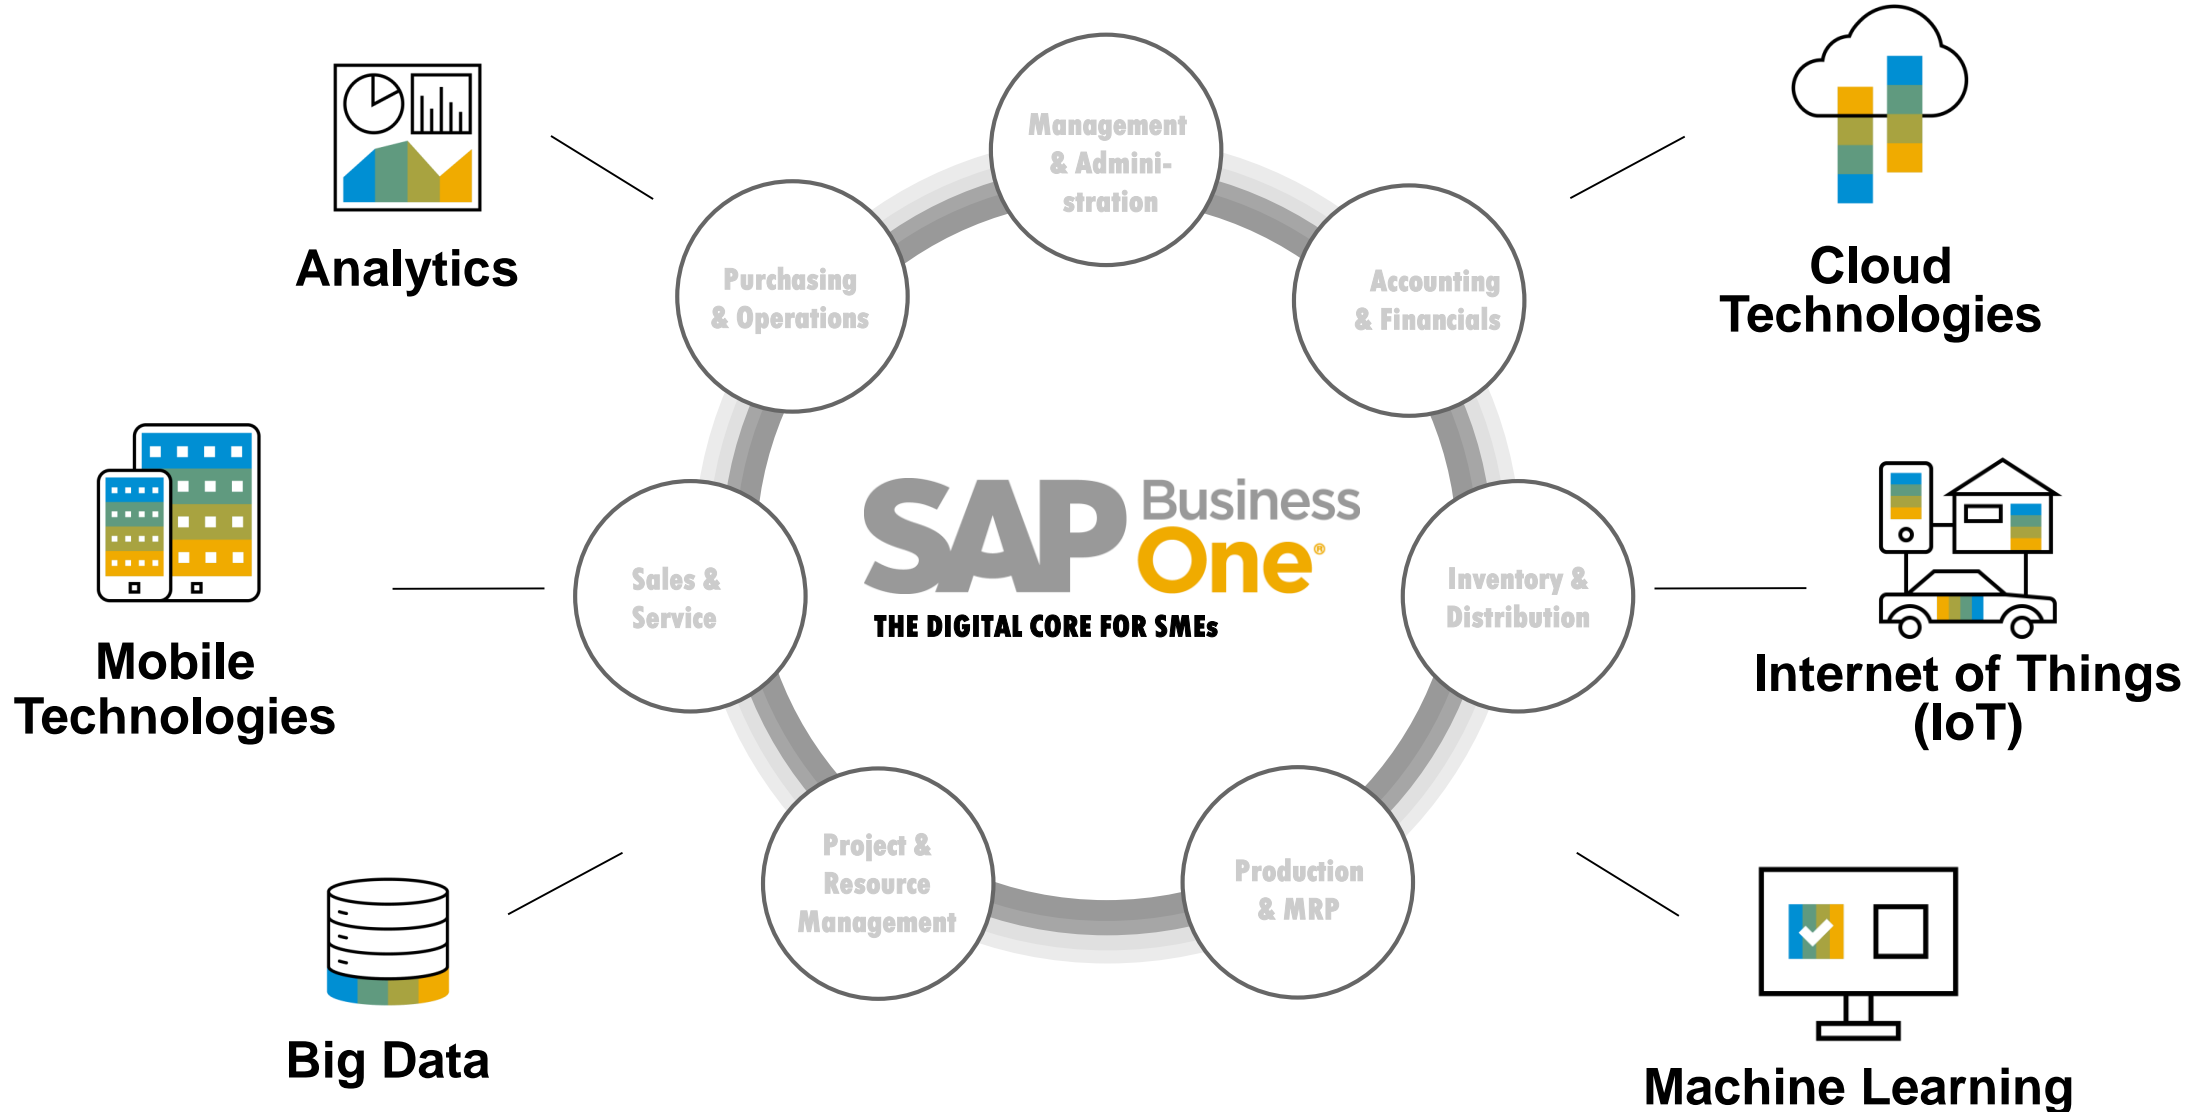 Management
& Admini-
stration
Analytics
Purchasing
& Operations
Accounting
& Financials
Cloud
Technologies
SAP Business
One®
THE DIGITAL CORE FOR SMEs
Sales &
Service
Inventory &
Distribution
Mobile
Technologies
Internet of Things
(IoT)
Project &
Resource
Management
Production
& MRP
Big Data
Machine Learning